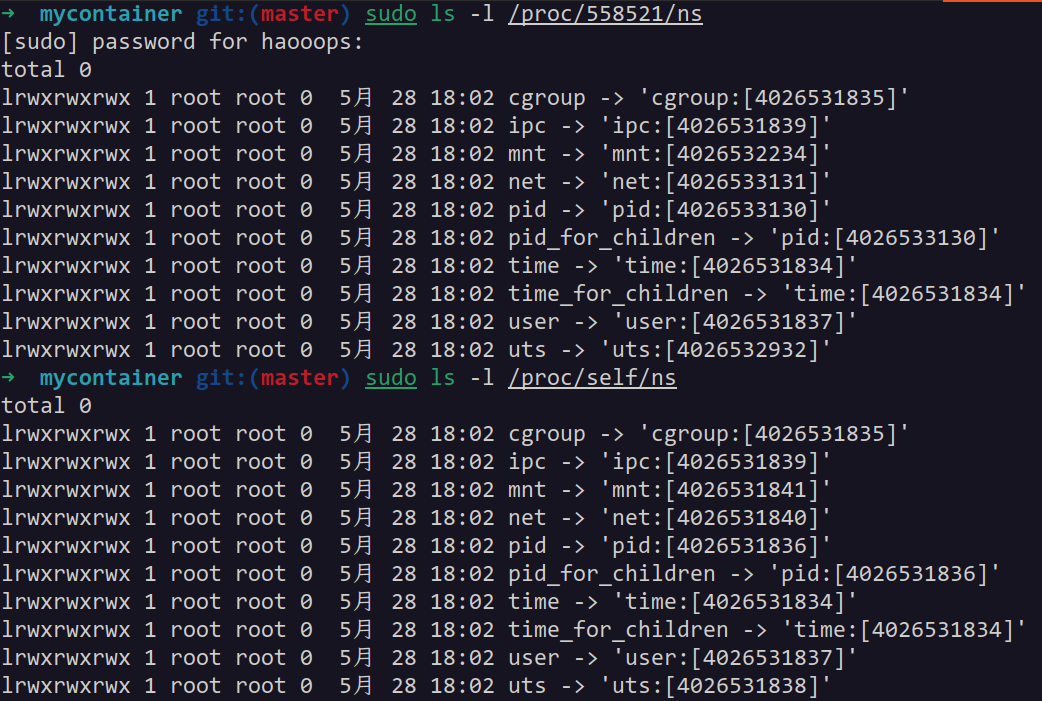 →  mycontainer git:(master) sudo ls -l /proc/558521/ns
[sudo] password for haooops:
total 0
lrwxrwxrwx 1 root root 0  5月  28 18:02 cgroup -> 'cgroup:[4026531835]'
lrwxrwxrwx 1 root root 0  5月  28 18:02 ipc -> 'ipc:[4026531839]'
lrwxrwxrwx 1 root root 0  5月  28 18:02 mnt -> 'mnt:[4026532234]'
lrwxrwxrwx 1 root root 0  5月  28 18:02 net -> 'net:[4026533131]'
lrwxrwxrwx 1 root root 0  5月  28 18:02 pid -> 'pid:[4026533130]'
lrwxrwxrwx 1 root root 0  5月  28 18:02 pid_for_children -> 'pid:[4026533130]'
lrwxrwxrwx 1 root root 0  5月  28 18:02 time -> 'time:[4026531834]'
lrwxrwxrwx 1 root root 0  5月  28 18:02 time_for_children -> 'time:[4026531834]'
lrwxrwxrwx 1 root root 0  5月  28 18:02 user -> 'user:[4026531837]'
lrwxrwxrwx 1 root root 0  5月  28 18:02 uts -> 'uts:[4026532932]'
→  mycontainer git:(master) sudo ls -l /proc/self/ns
total 0
lrwxrwxrwx 1 root root 0  5月  28 18:02 cgroup -> 'cgroup:[4026531835]'
lrwxrwxrwx 1 root root 0  5月  28 18:02 ipc -> 'ipc:[4026531839]'
lrwxrwxrwx 1 root root 0  5月  28 18:02 mnt -> 'mnt:[4026531841]'
lrwxrwxrwx 1 root root 0  5月  28 18:02 net -> 'net:[4026531840]'
lrwxrwxrwx 1 root root 0  5月  28 18:02 pid -> 'pid:[4026531836]'
lrwxrwxrwx 1 root root 0  5月  28 18:02 pid_for_children -> 'pid:[4026531836]'
lrwxrwxrwx 1 root root 0  5月  28 18:02 time -> 'time:[4026531834]'
lrwxrwxrwx 1 root root 0  5月  28 18:02 time_for_children -> 'time:[4026531834]'
lrwxrwxrwx 1 root root 0  5月  28 18:02 user -> 'user:[4026531837]'
lrwxrwxrwx 1 root root 0  5月  28 18:02 uts -> 'uts:[4026531838]'